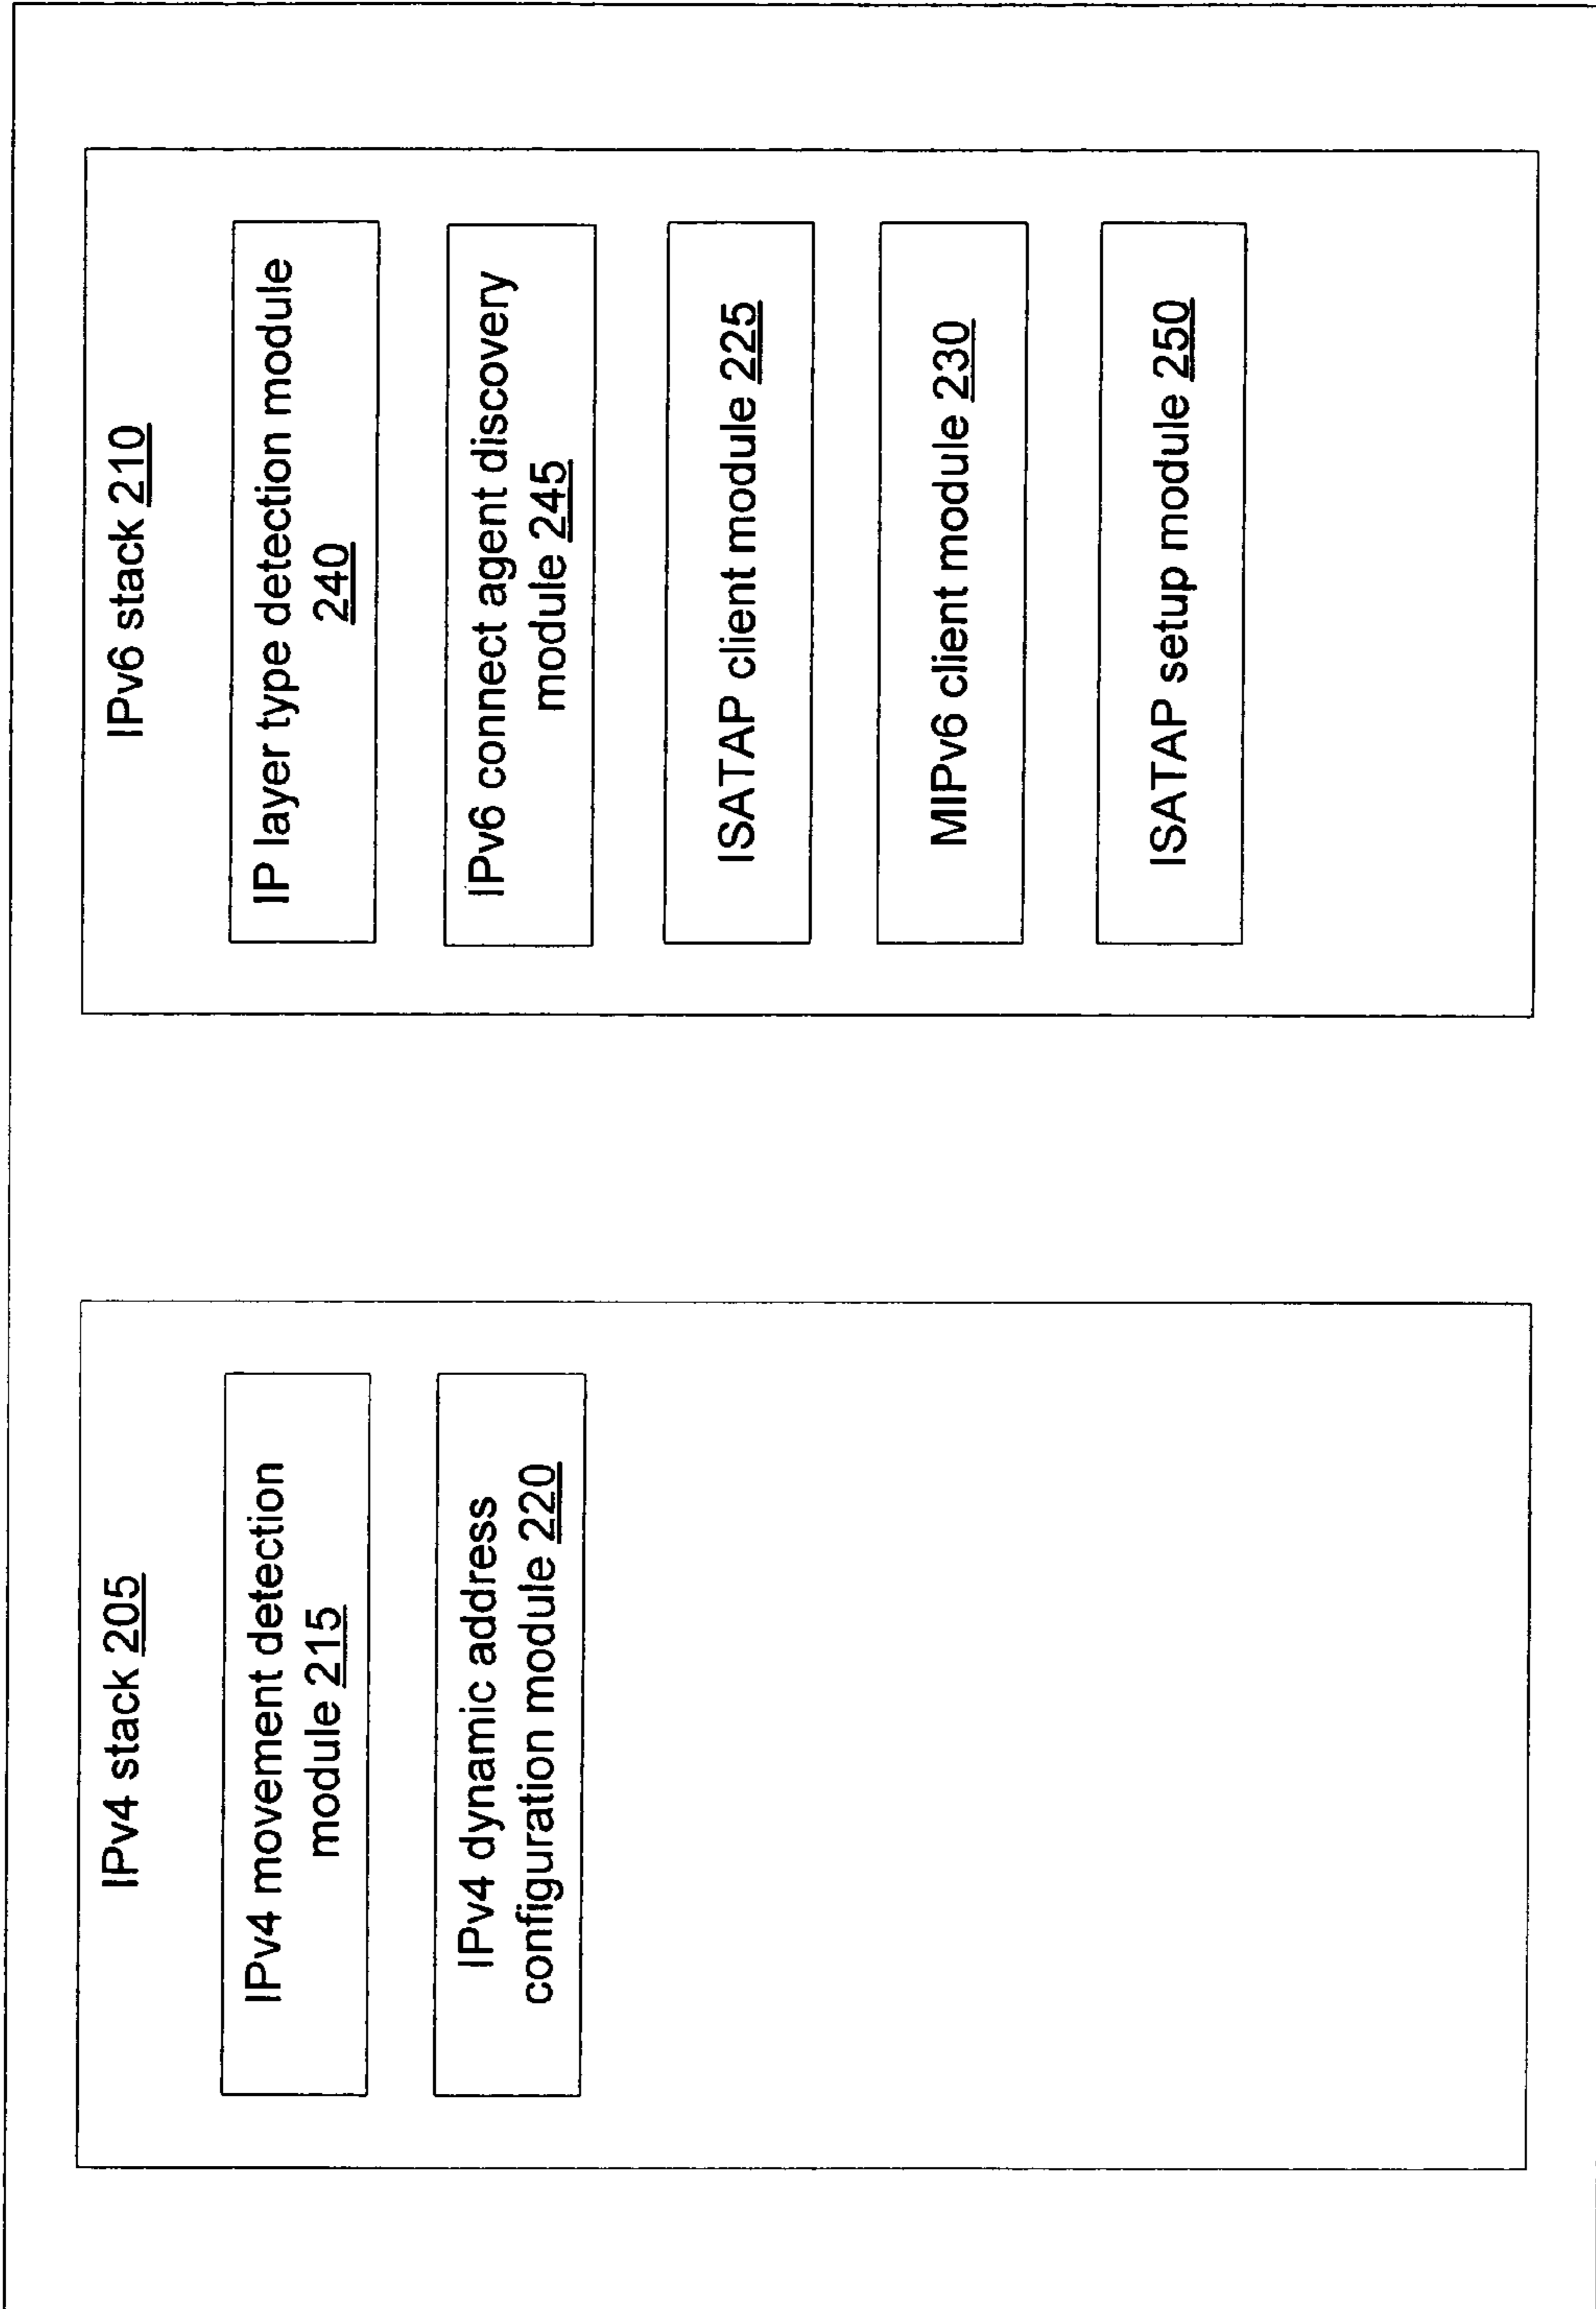 IPv4 stack 205
IPv4 movement detection
module 215
IPv4 dynamic address
configuration module 220
IPv6 stack 210
IP layer type detection module
240
IPv6 connect agent discovery
module 245
ISATAP client module 225
MIPv6 client module 230
ISATAP setup module 250